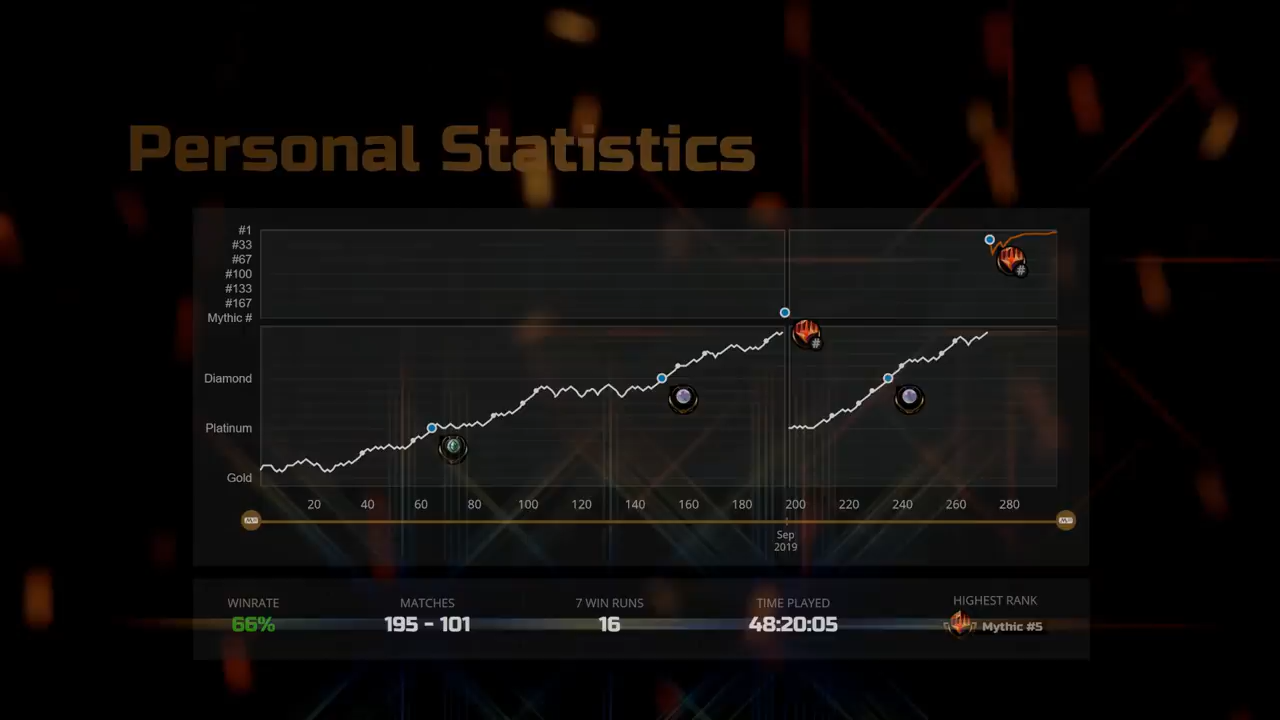 Personal Statistics
#1
#33
#67
#100
#133
#167
Mythic #
Diamond
Platinum
Gold
20 40 60 80 100 120 140 160 180 200 220 240 260 280
Sep
2019
WINRATE MATCHES 7 WIN RUNS TIME PLAYED HIGHEST RANK
66% 195 - 101 16 48:20:05 Mythic #5